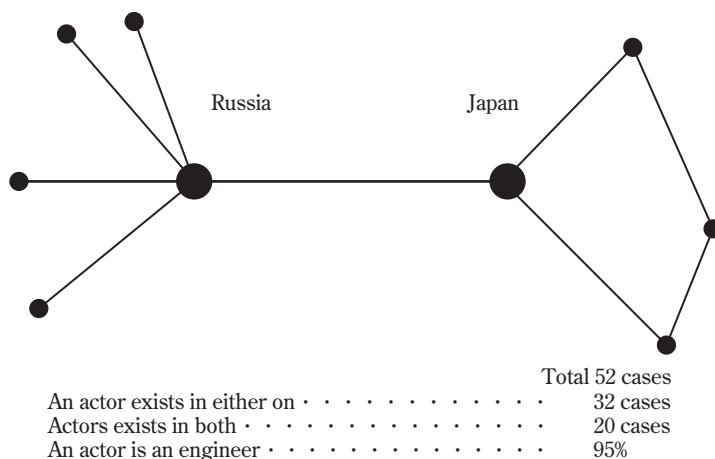 Russia Japan
Total 52 cases
An actor exists in either on · · · · · · · · · · · · · 32 cases
Actors exists in both · · · · · · · · · · · · · · · · 20 cases
An actor is an engineer · · · · · · · · · · · · · · · 95%